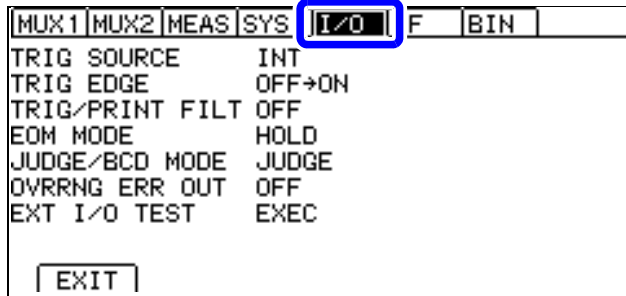 MUX1 MUX2 MEAS SYS I/O F BIN
TRIG SOURCE INT
TRIG EDGE OFF→ON
TRIG/PRINT FILT OFF
EOM MODE HOLD
JUDGE/BCD MODE JUDGE
OVRRNG ERR OUT OFF
EXT I/O TEST EXEC
EXIT